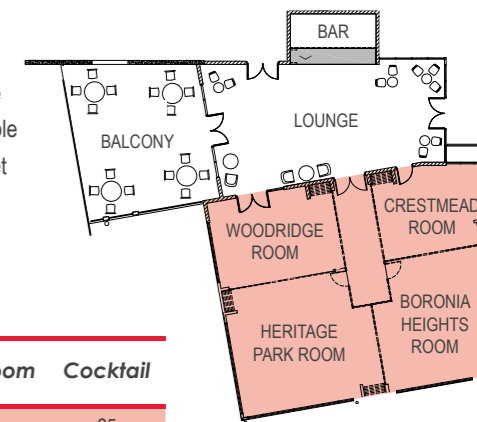 BAR
LOUNGE
BALCONY
WOODRIDGE
ROOM
CRESTMEAD
ROOM
HERITAGE
PARK ROOM
BORONIA
HEIGHTS
ROOM
Cocktail